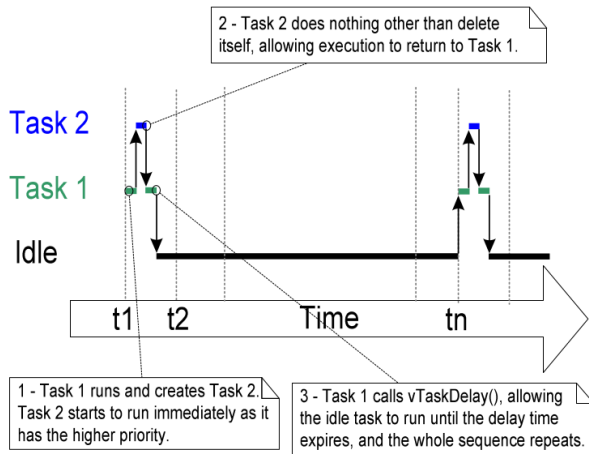 2 - Task 2 does nothing other than delete
itself, allowing execution to return to Task 1.
Task 2
Task 1
Idle
t1 t2 Time tn
1 - Task 1 runs and creates Task 2.
Task 2 starts to run immediately as it
has the higher priority.
3 - Task 1 calls vTaskDelay(), allowing
the idle task to run until the delay time
expires, and the whole sequence repeats.